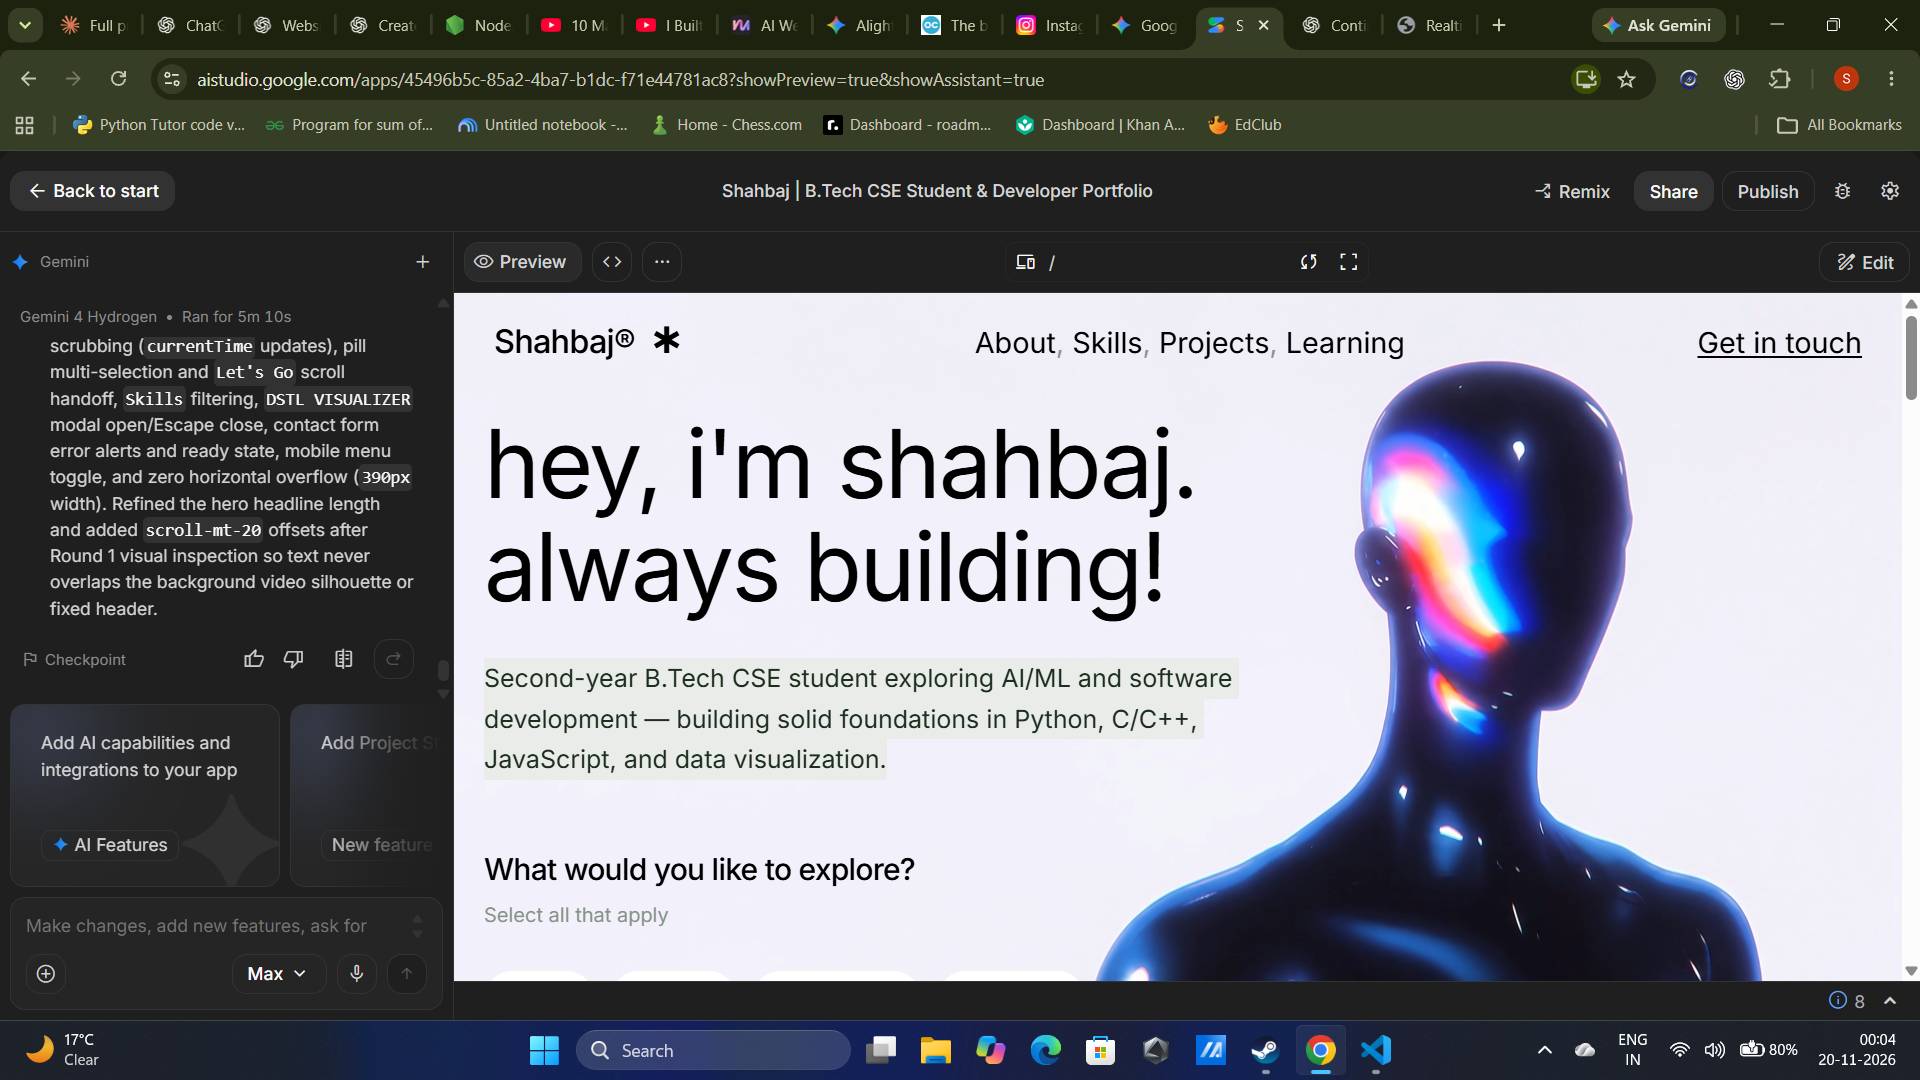 Full p
ChatG
Webs
Create
Node
10 Ma
I Built
AI We
Aligh
The b
Insta
Goog
S
Conti
Realti
Ask Gemini
aistudio.google.com/apps/45496b5c-85a2-4ba7-b1dc-f71e44781ac8?showPreview=true&showAssistant=true
S
Python Tutor code v...
Program for sum of...
Untitled notebook -...
Home - Chess.com
Dashboard - roadm...
Dashboard | Khan A...
EdClub
All Bookmarks
Back to start
Shahbaj | B.Tech CSE Student & Developer Portfolio
Remix
Share
Publish
Gemini
Preview
/
Edit
Gemini 4 Hydrogen • Ran for 5m 10s
scrubbing (currentTime updates), pill
multi-selection and Let's Go scroll
handoff, Skills filtering, DSTL VISUALIZER
modal open/Escape close, contact form
error alerts and ready state, mobile menu
toggle, and zero horizontal overflow (390px
width). Refined the hero headline length
and added scroll-mt-20 offsets after
Round 1 visual inspection so text never
overlaps the background video silhouette or
fixed header.
Checkpoint
Add AI capabilities and
integrations to your app
AI Features
Add Project St
New feature
Make changes, add new features, ask for
Max
Shahbaj® *
About, Skills, Projects, Learning
Get in touch
hey, i'm shahbaj.
always building!
Second-year B.Tech CSE student exploring AI/ML and software
development — building solid foundations in Python, C/C++,
JavaScript, and data visualization.
What would you like to explore?
Select all that apply
8
17°C
Clear
Search
ENG
IN
80%
00:04
20-11-2026